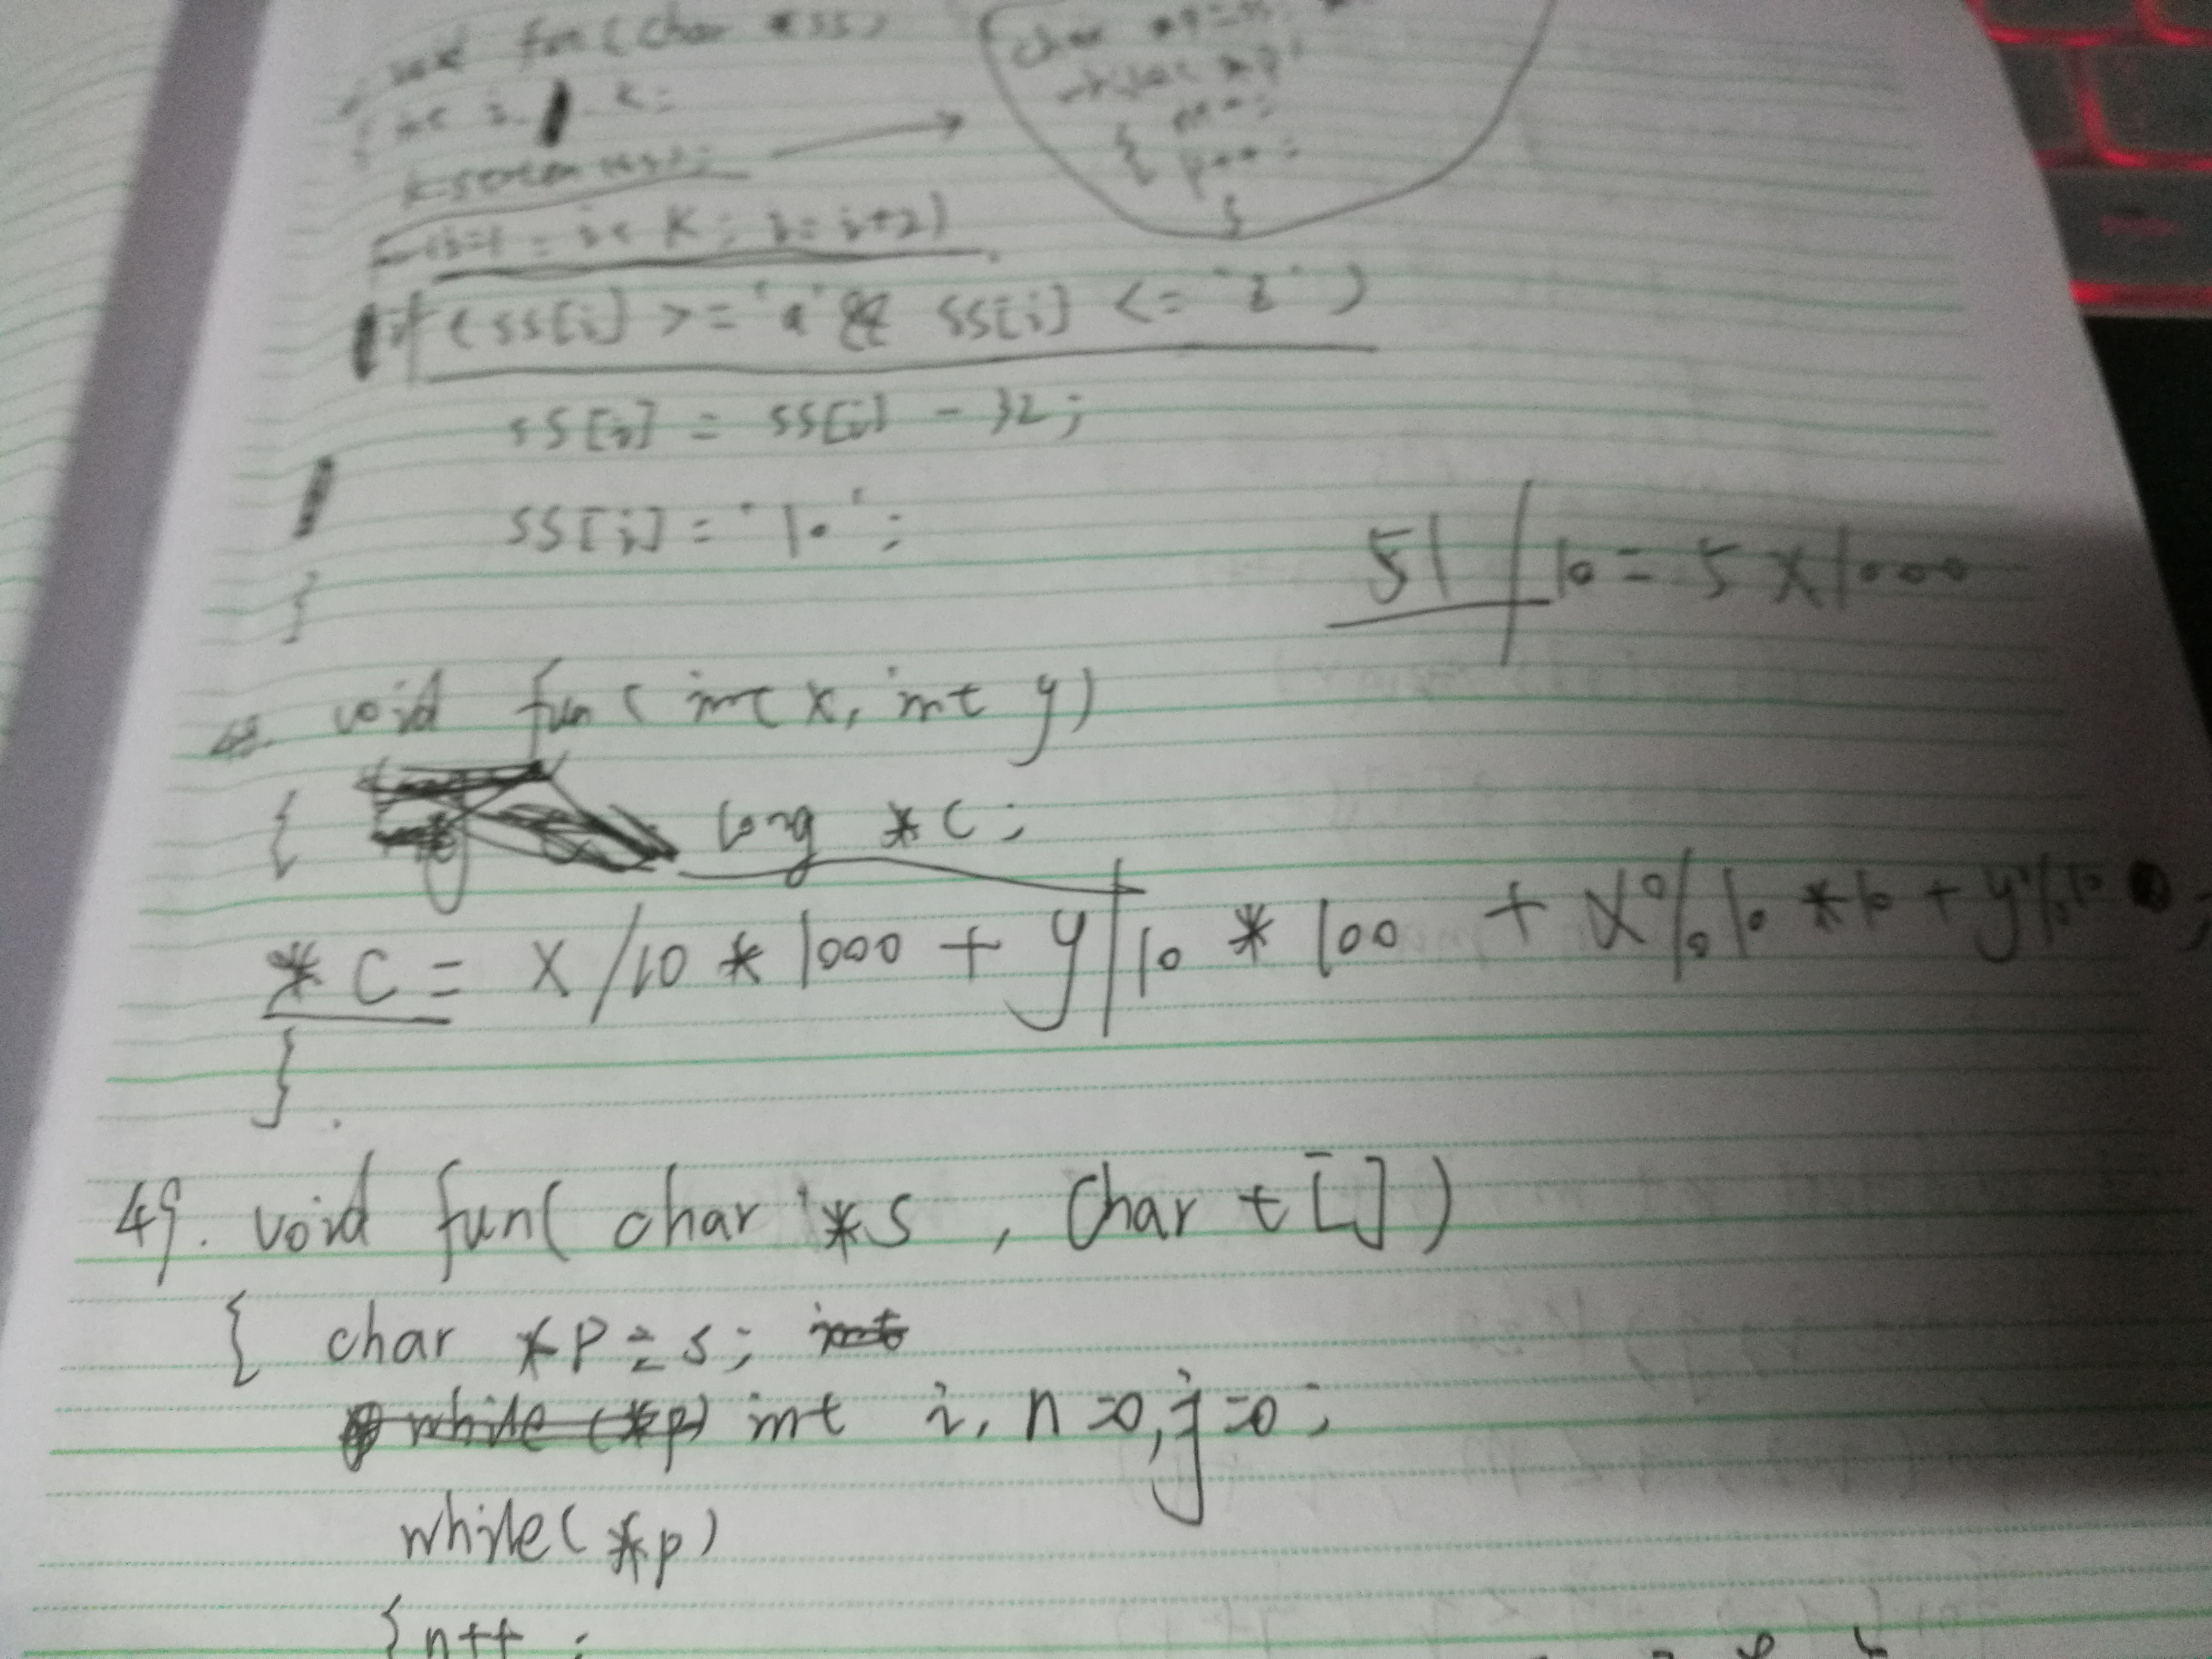 void fun(char *ss)
int i, k;
k=strlen(ss);
char *p=s;
while *p
{ n++;
p++;
}
(i=1; i< K; i=i+2)
if (ss[i] >= 'a' && ss[i] <= 'z')
ss[i] = ss[i] - 32;
ss[i] = '\0';
}
51/10 = 5 x 1000
48. void fun( int x, int y)
{ long *c;
*C = x/10 * 1000 + y/10 * 100 + x%10 *10 + y%10;
}.
49. void fun( char *s, Char t[])
{ char *p=s; int
while (*p) int i, n=0, j=0;
while(*p)
{n++;